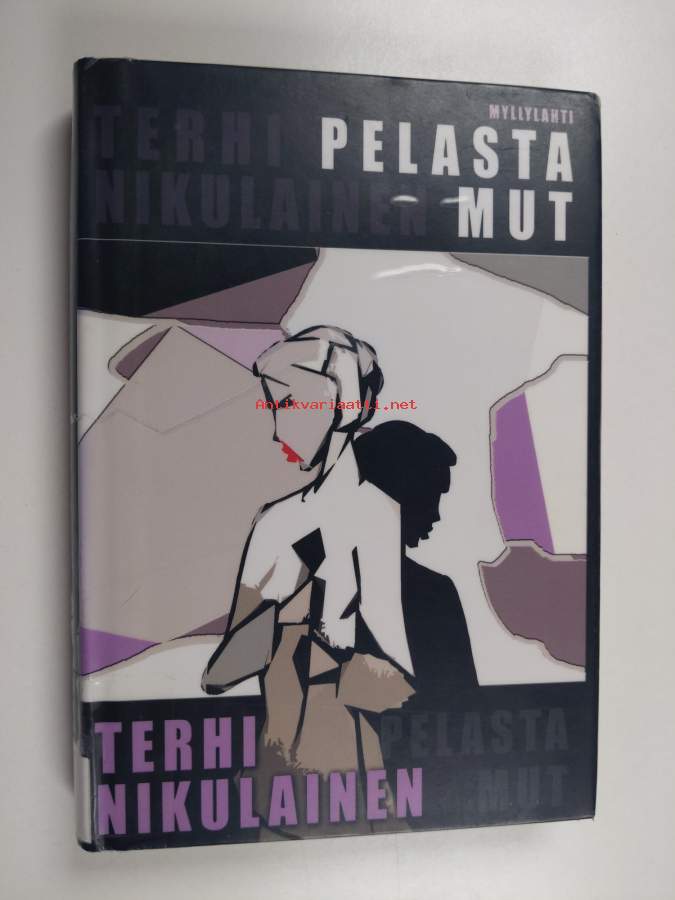 MYLLYLAHTI
TERHI PELASTA
NIKULAINEN MUT
Antikvariaatti.net
TERHI PELASTA
NIKULAINEN MUT